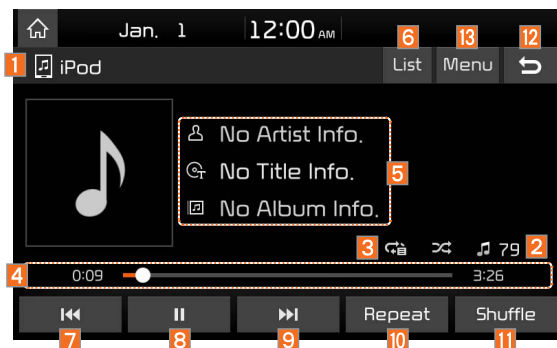 Jan. 1 12:00 AM
6 13 12
1 iPod List Menu
No Artist Info.
No Title Info. 5
No Album Info.
3 79 2
4 0:09 3:26
Repeat Shuffle
7 8 9 10 11